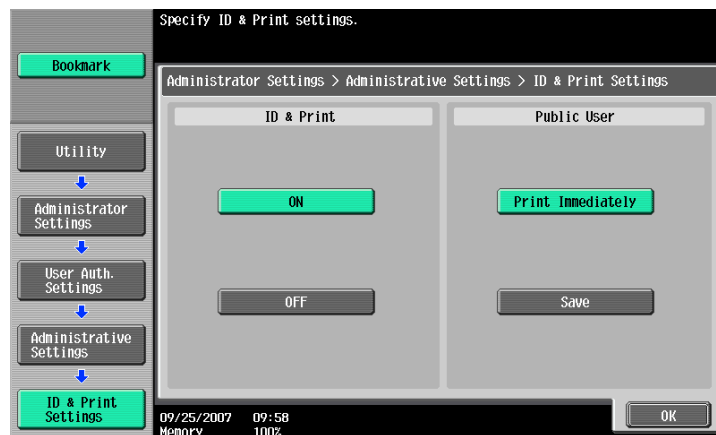 Specify ID & Print settings.
Bookmark
Administrator Settings > Administrative Settings > ID & Print Settings
ID & Print
Public User
Utility
ON
Print Immediately
Administrator
Settings
User Auth.
Settings
OFF
Save
Administrative
Settings
ID & Print
Settings
09/25/2007 09:58
Memory 100%
OK